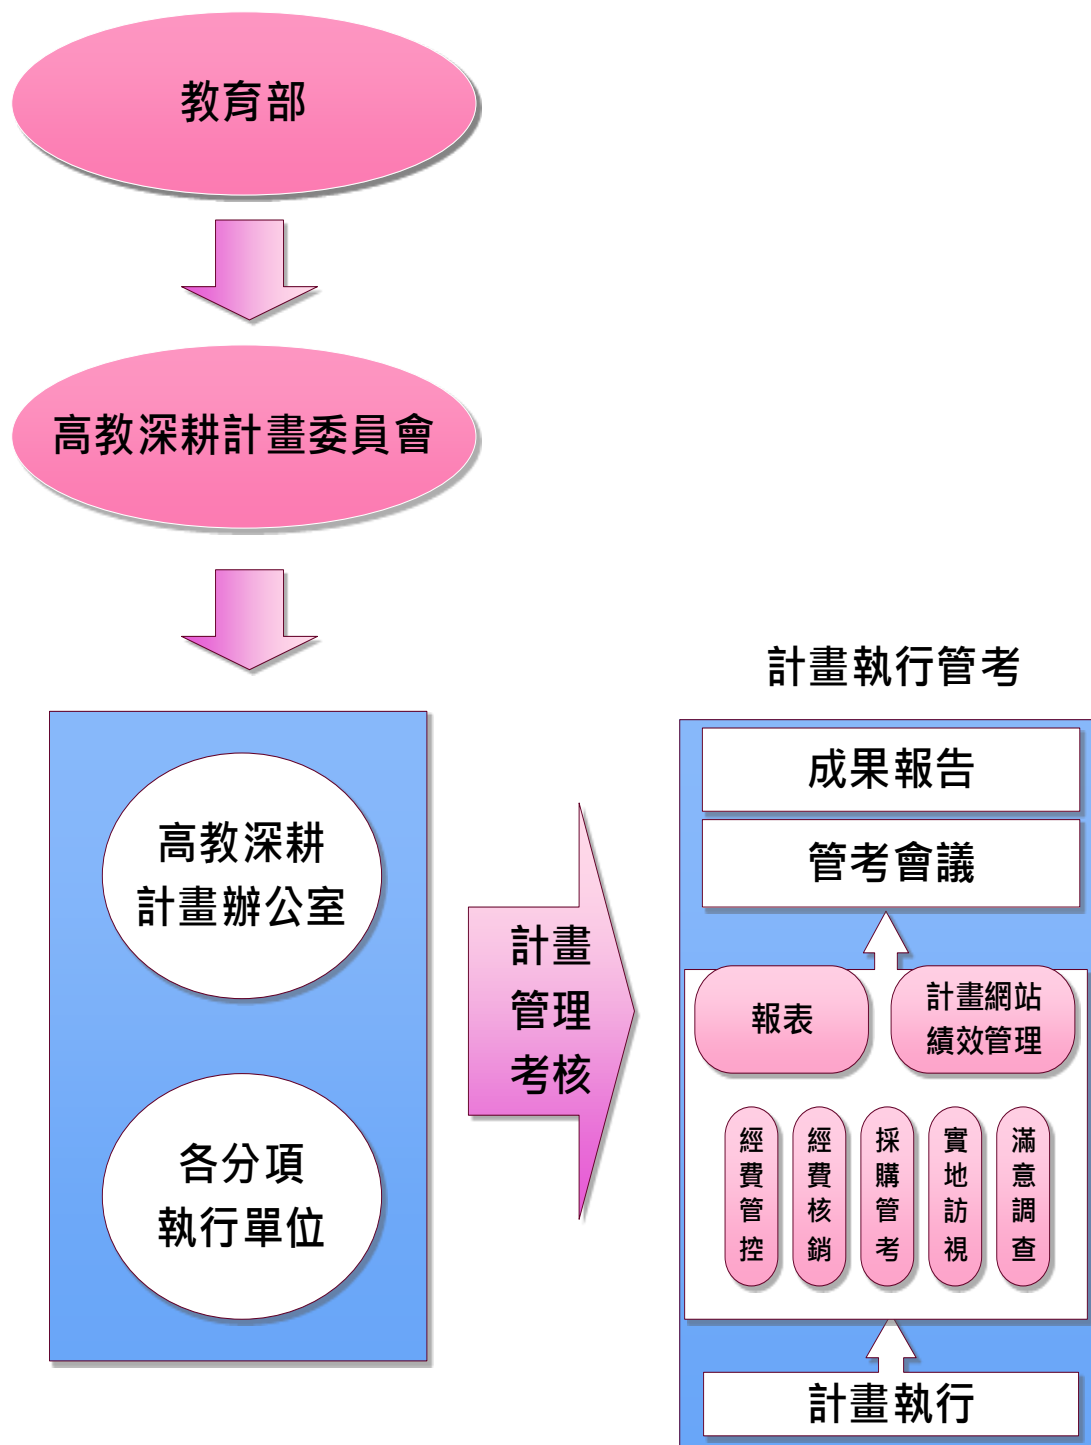 教育部
高教深耕計畫委員會
高教深耕
計畫辦公室
各分項
執行單位
計畫
管理
考核
計畫執行管考
成果報告
管考會議
報表
計畫網站
績效管理
經費管控
經費核銷
採購管考
實地訪視
滿意調查
計畫執行